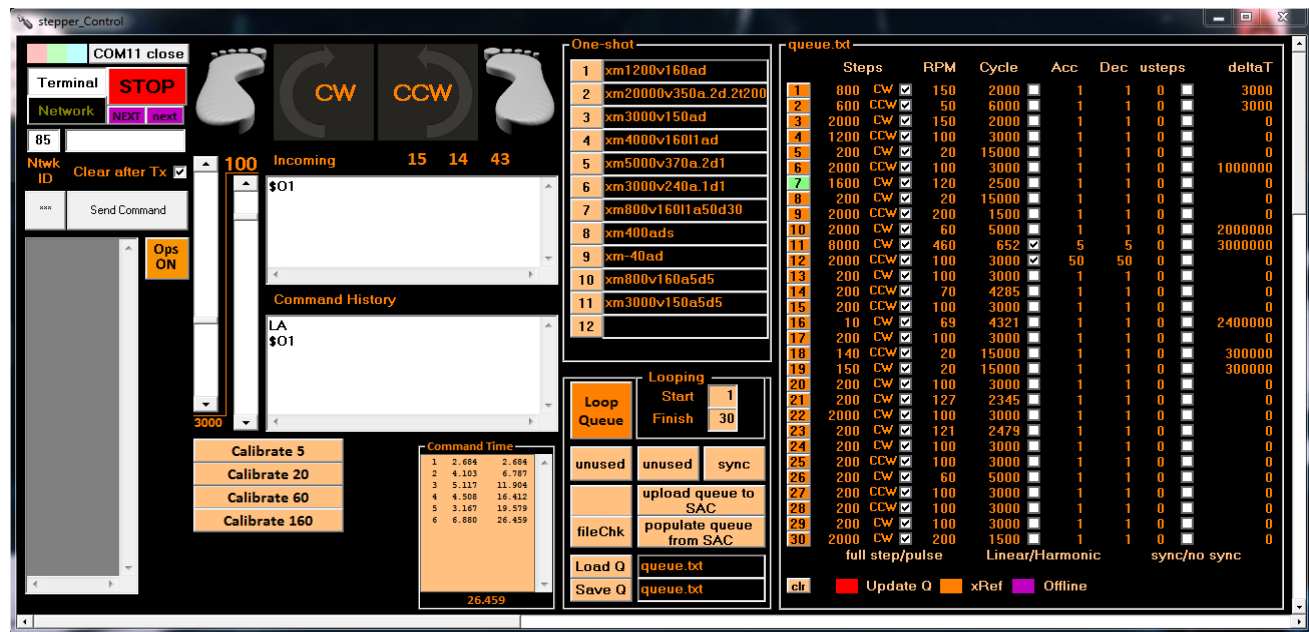 stepper_Control
COM11 close
Terminal
STOP
Network
NEXT next
85
Ntwk ID
Clear after Tx
***
Send Command
Ops ON
CW
CCW
100
3000
Incoming 15 14 43
$O1
Command History
LA
$O1
Calibrate 5
Calibrate 20
Calibrate 60
Calibrate 160
Command Time
1 2.684 2.684
2 4.103 6.787
3 5.117 11.904
4 4.508 16.412
5 3.167 19.579
6 6.880 26.459
26.459
One-shot
1 xm1200v160ad
2 xm20000v350a.2d.2t200
3 xm3000v150ad
4 xm4000v160l1ad
5 xm5000v370a.2d1
6 xm3000v240a.1d1
7 xm800v160l1a50d30
8 xm400ads
9 xm-40ad
10 xm800v160a5d5
11 xm3000v150a5d5
12
Loop Queue
Looping
Start 1
Finish 30
unused unused sync
upload queue to SAC
fileChk
populate queue from SAC
Load Q queue.txt
Save Q queue.txt
queue.txt
Steps RPM Cycle Acc Dec usteps deltaT
1 800 CW 150 2000 1 1 0 3000
2 600 CCW 50 6000 1 1 0 3000
3 2000 CW 150 2000 1 1 0 0
4 1200 CCW 100 3000 1 1 0 0
5 200 CW 20 15000 1 1 0 0
6 2000 CCW 100 3000 1 1 0 1000000
7 1600 CW 120 2500 1 1 0 0
8 200 CW 20 15000 1 1 0 0
9 2000 CCW 200 1500 1 1 0 0
10 2000 CW 60 5000 1 1 0 2000000
11 8000 CW 460 652 5 5 0 3000000
12 2000 CCW 100 3000 50 50 0 0
13 200 CW 100 3000 1 1 0 0
14 200 CCW 70 4285 1 1 0 0
15 200 CCW 100 3000 1 1 0 0
16 10 CW 69 4321 1 1 0 2400000
17 200 CW 100 3000 1 1 0 0
18 140 CCW 20 15000 1 1 0 300000
19 150 CW 20 15000 1 1 0 300000
20 200 CW 100 3000 1 1 0 0
21 200 CW 127 2345 1 1 0 0
22 2000 CW 100 3000 1 1 0 0
23 200 CW 121 2479 1 1 0 0
24 200 CW 100 3000 1 1 0 0
25 200 CCW 100 3000 1 1 0 0
26 200 CW 60 5000 1 1 0 0
27 200 CCW 100 3000 1 1 0 0
28 200 CCW 100 3000 1 1 0 0
29 200 CW 100 3000 1 1 0 0
30 2000 CW 200 1500 1 1 0 0
full step/pulse Linear/Harmonic sync/no sync
clr Update Q xRef Offline